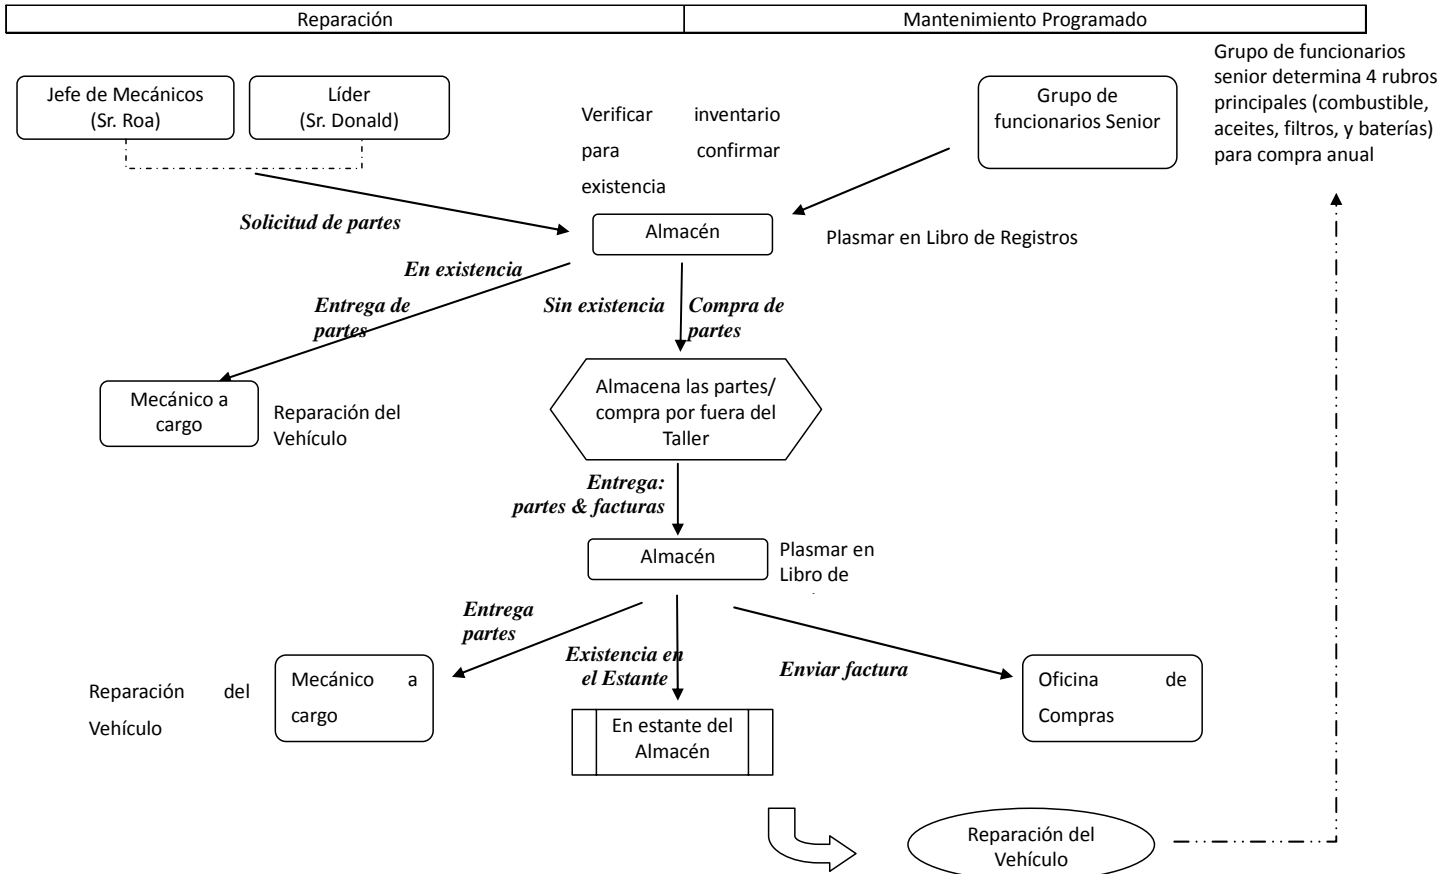 Reparación
Mantenimiento Programado
Grupo de funcionarios
senior determina 4 rubros
principales (combustible,
aceites, filtros, y baterías)
para compra anual
Jefe de Mecánicos
(Sr. Roa)
Líder
(Sr. Donald)
Verificar inventario
para confirmar
existencia
Grupo de
funcionarios Senior
Solicitud de partes
Almacén
Plasmar en Libro de Registros
En existencia
Entrega de
partes
Sin existencia
Compra de
partes
Mecánico a
cargo
Reparación del
Vehículo
Almacena las partes/
compra por fuera del
Taller
Entrega:
partes & facturas
Almacén
Plasmar en
Libro de
Entrega
partes
Existencia en
el Estante
Enviar factura
Reparación del
Vehículo
Mecánico a
cargo
En estante del
Almacén
Oficina de
Compras
Reparación del
Vehículo